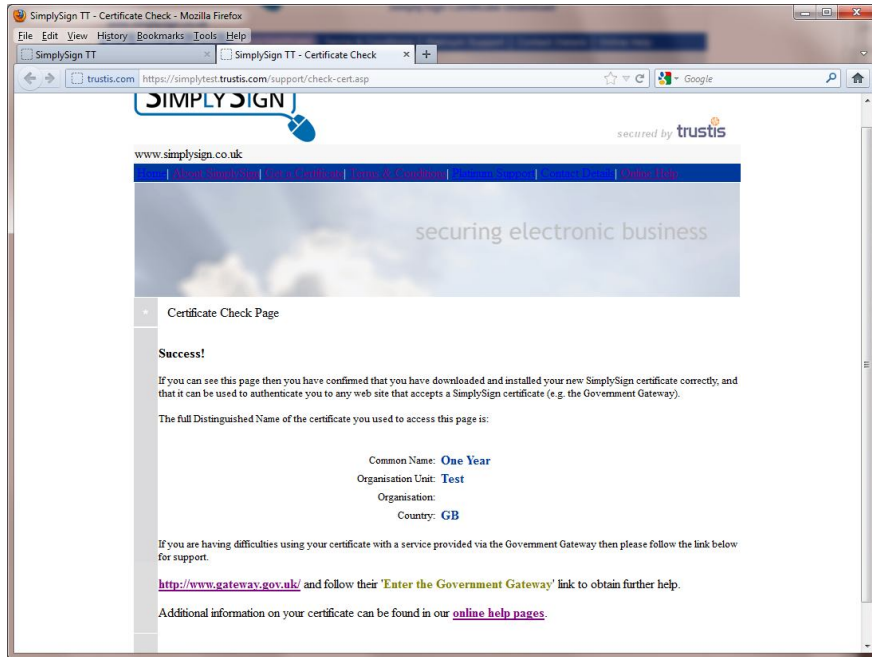 SimplySign TT - Certificate Check - Mozilla Firefox
File Edit View History Bookmarks Tools Help
SimplySign TT × SimplySign TT - Certificate Check × +
trustis.com https://simplytest.trustis.com/support/check-cert.asp Google
SIMPLY SIGN
secured by trustis
www.simplysign.co.uk
Home| About SimplySign| Get a Certificate| Terms & Conditions| Platinum Support| Contact Details| Online Help
securing electronic business
Certificate Check Page
Success!
If you can see this page then you have confirmed that you have downloaded and installed your new SimplySign certificate correctly, and
that it can be used to authenticate you to any web site that accepts a SimplySign certificate (e.g. the Government Gateway).
The full Distinguished Name of the certificate you used to access this page is:
Common Name: One Year
Organisation Unit: Test
Organisation:
Country: GB
If you are having difficulties using your certificate with a service provided via the Government Gateway then please follow the link below
for support.
http://www.gateway.gov.uk/ and follow their 'Enter the Government Gateway' link to obtain further help.
Additional information on your certificate can be found in our online help pages.